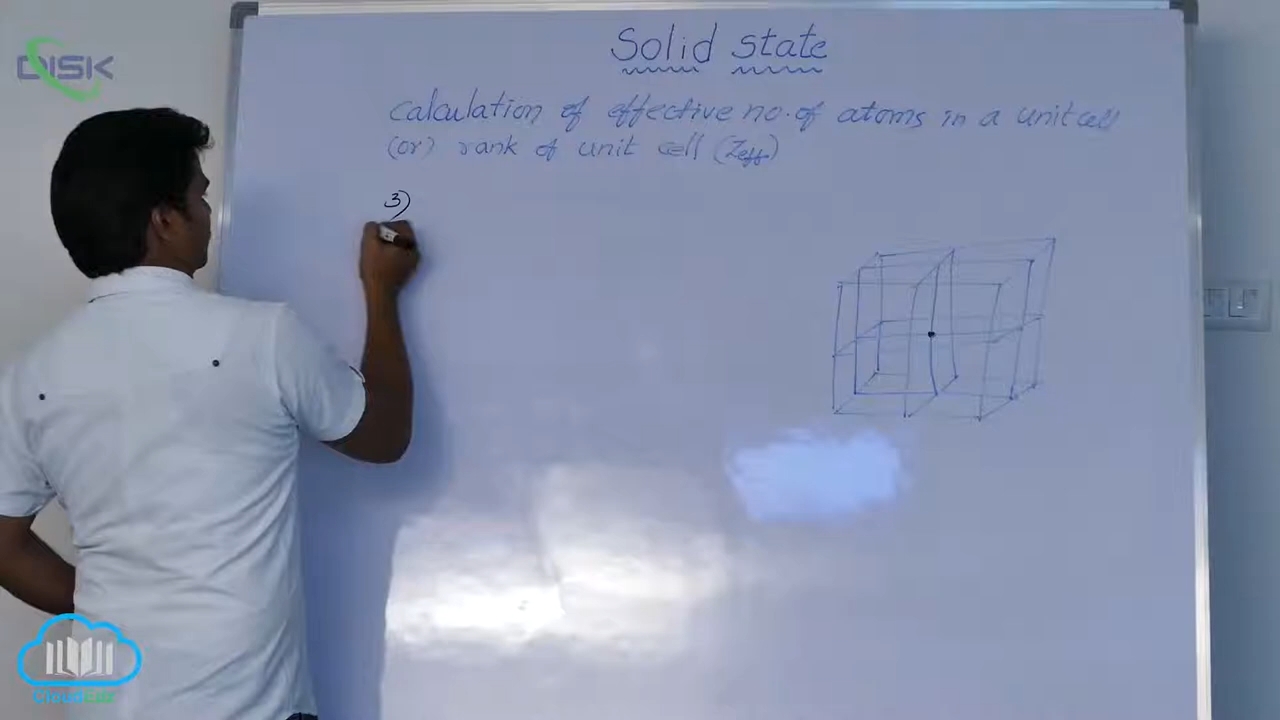 Solid state
calculation of effective no. of atoms in a unit cell
(or) rank of unit cell (Zeff)
3)
DISK
CloudEdz